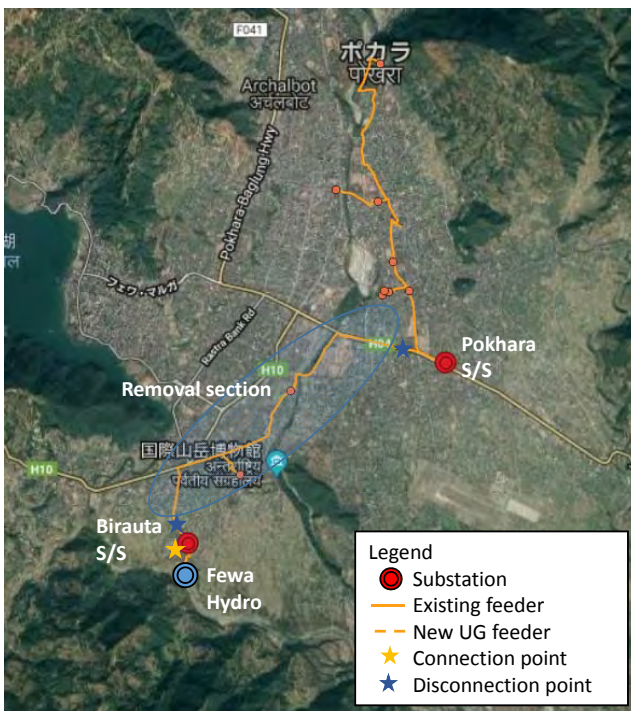 F041
ポカラ
पोखरा
Archalbot
अर्चलबोट
Pokhara-Baglung Hwy
湖
フェワ・マルガ
Rastra Bank Rd
H04
Pokhara
S/S
H10
Removal section
国際山岳博物館
अन्तर्राष्ट्रिय
पर्वतीय संग्रहालय
H10
Birauta
S/S
Fewa
Hydro
Legend
Substation
Existing feeder
New UG feeder
Connection point
Disconnection point